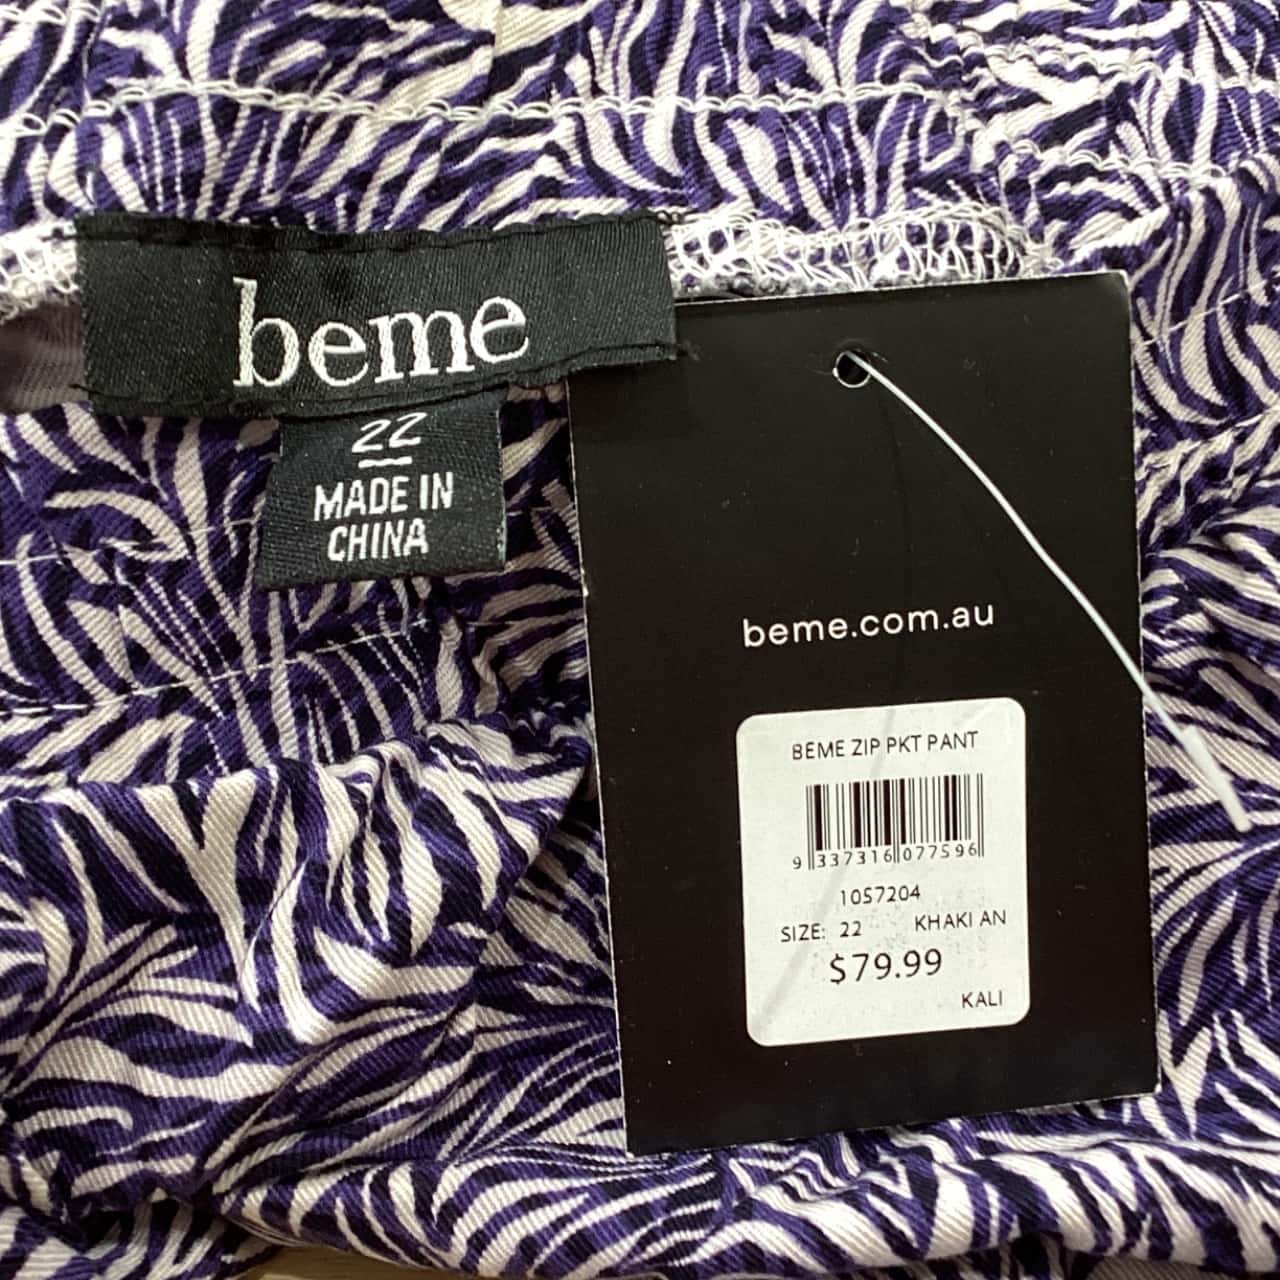 beme
22
MADE IN
CHINA
beme.com.au
BEME ZIP PKT PANT
9 337316 077596
1057204
SIZE: 22 KHAKI AN
$79.99
KALI